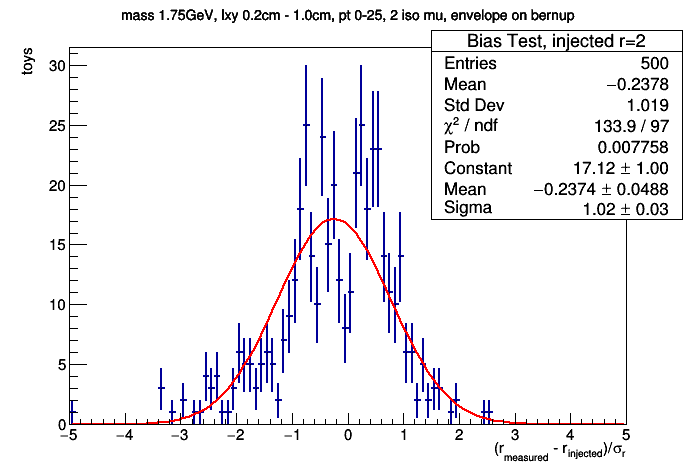 mass 1.75GeV, lxy 0.2cm - 1.0cm, pt 0-25, 2 iso mu, envelope on bernup
Bias Test, injected r=2
Entries 500
Mean −0.2378
Std Dev 1.019
χ² / ndf 133.9 / 97
Prob 0.007758
Constant 17.12 ± 1.00
Mean −0.2374 ± 0.0488
Sigma 1.02 ± 0.03
toys
30
25
20
15
10
5
0
−5 −4 −3 −2 −1 0 1 2 3 4 5
(r_measured - r_injected)/σ_r